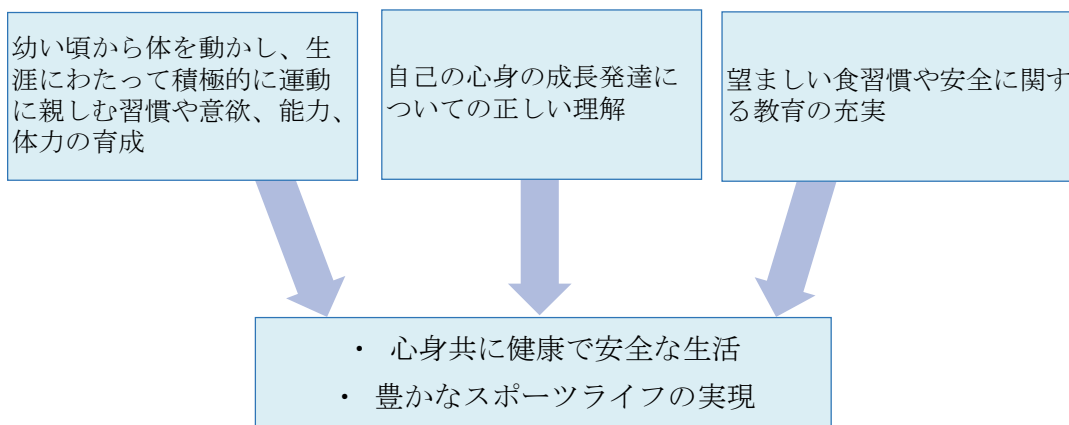 幼い頃から体を動かし、生
涯にわたって積極的に運動
に親しむ習慣や意欲、能力、
体力の育成
自己の心身の成長発達に
ついての正しい理解
望ましい食習慣や安全に関す
る教育の充実
・ 心身共に健康で安全な生活
・ 豊かなスポーツライフの実現